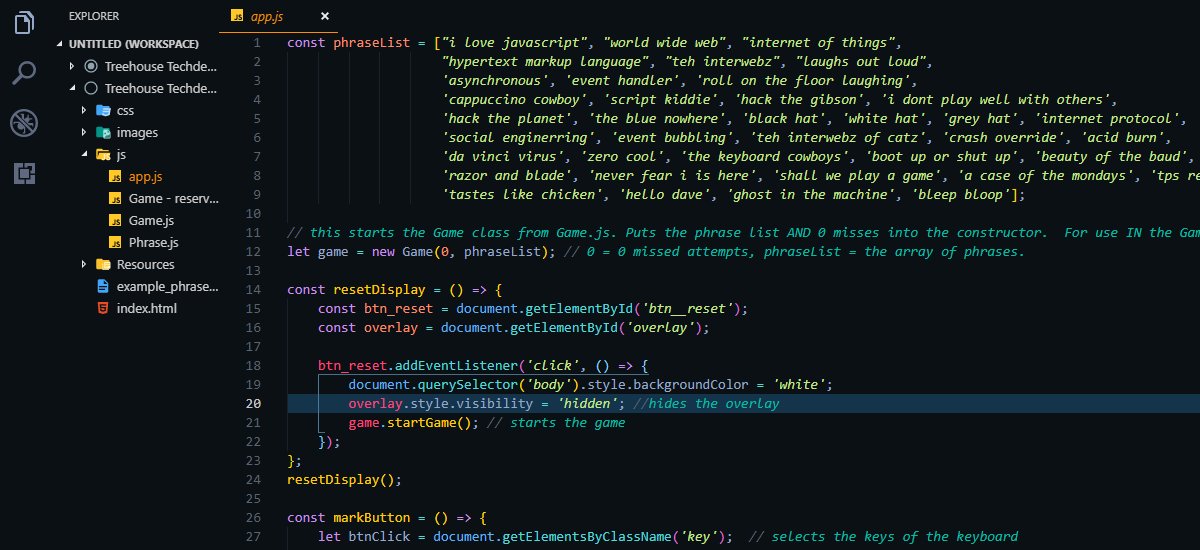 EXPLORER
UNTITLED (WORKSPACE)
Treehouse Techde...
Treehouse Techde...
css
images
js
app.js
Game - reserv...
Game.js
Phrase.js
Resources
example_phrase...
index.html
app.js ×
1 const phraseList = ["i love javascript", "world wide web", "internet of things",
2 "hypertext markup language", "teh interwebz", "laughs out loud",
3 'asynchronous', 'event handler', 'roll on the floor laughing',
4 'cappuccino cowboy', 'script kiddie', 'hack the gibson', 'i dont play well with others',
5 'hack the planet', 'the blue nowhere', 'black hat', 'white hat', 'grey hat', 'internet protocol',
6 'social enginerring', 'event bubbling', 'teh interwebz of catz', 'crash override', 'acid burn',
7 'da vinci virus', 'zero cool', 'the keyboard cowboys', 'boot up or shut up', 'beauty of the baud',
8 'razor and blade', 'never fear i is here', 'shall we play a game', 'a case of the mondays', 'tps re
9 'tastes like chicken', 'hello dave', 'ghost in the machine', 'bleep bloop'];
10
11 // this starts the Game class from Game.js. Puts the phrase list AND 0 misses into the constructor.  For use IN the Gam
12 let game = new Game(0, phraseList); // 0 = 0 missed attempts, phraseList = the array of phrases.
13
14 const resetDisplay = () => {
15 const btn_reset = document.getElementById('btn__reset');
16 const overlay = document.getElementById('overlay');
17
18 btn_reset.addEventListener('click', () => {
19 document.querySelector('body').style.backgroundColor = 'white';
20 overlay.style.visibility = 'hidden'; //hides the overlay
21 game.startGame(); // starts the game
22 });
23 };
24 resetDisplay();
25
26 const markButton = () => {
27 let btnClick = document.getElementsByClassName('key');  // selects the keys of the keyboard